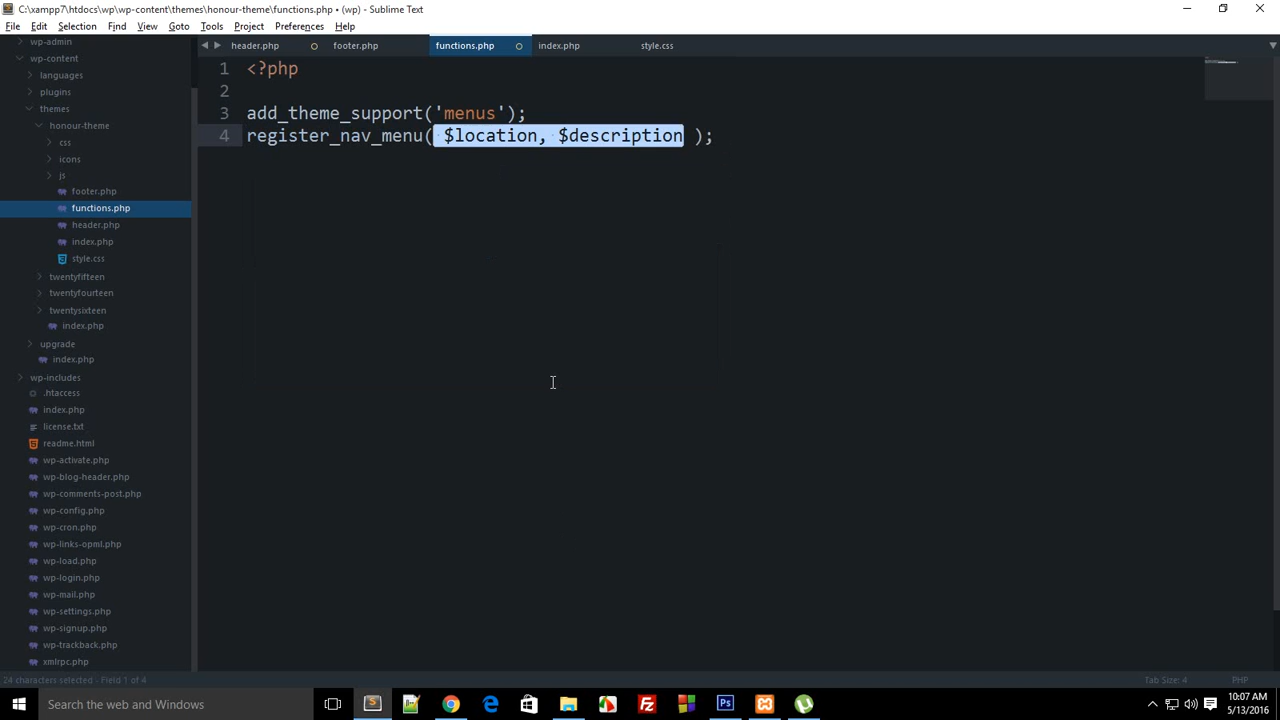 C:\xampp7\htdocs\wp\wp-content\themes\honour-theme\functions.php • (wp) - Sublime Text
File Edit Selection Find View Goto Tools Project Preferences Help
wp-admin
wp-content
languages
plugins
themes
honour-theme
css
icons
js
footer.php
functions.php
header.php
index.php
style.css
twentyfifteen
twentyfourteen
twentysixteen
index.php
upgrade
index.php
wp-includes
.htaccess
index.php
license.txt
readme.html
wp-activate.php
wp-blog-header.php
wp-comments-post.php
wp-config.php
wp-cron.php
wp-links-opml.php
wp-load.php
wp-login.php
wp-mail.php
wp-settings.php
wp-signup.php
wp-trackback.php
xmlrpc.php
header.php footer.php functions.php index.php style.css
1 <?php
2
3 add_theme_support('menus');
4 register_nav_menu( $location, $description );
24 characters selected - Field 1 of 4 Tab Size: 4 PHP
Search the web and Windows
10:07 AM
5/13/2016